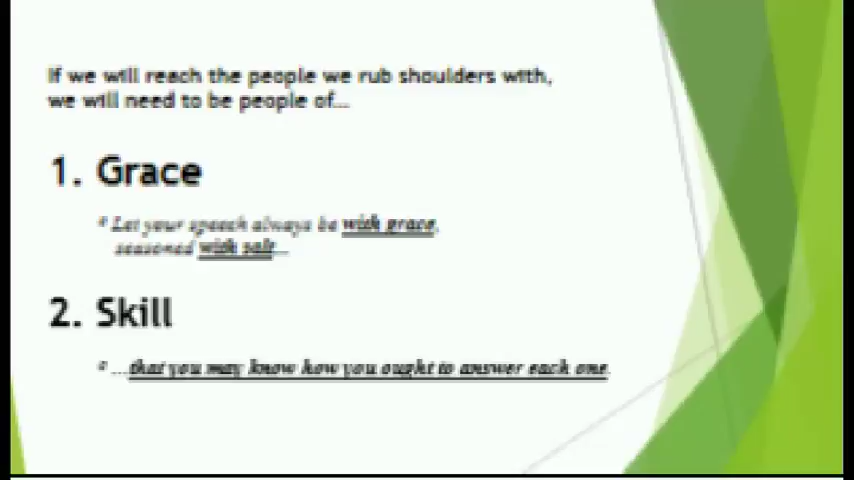 If we will reach the people we rub shoulders with,
we will need to be people of...
1. Grace
* Let your speech always be with grace,
seasoned with salt...
2. Skill
* ...that you may know how you ought to answer each one.